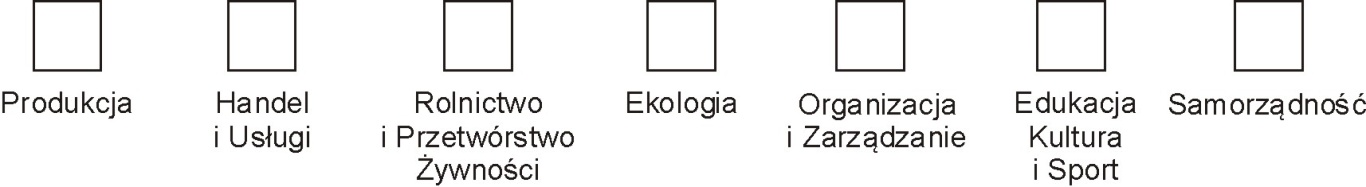 Produkcja
Handel
i Usługi
Rolnictwo
i Przetwórstwo
Żywności
Ekologia
Organizacja
i Zarządzanie
Edukacja
Kultura
i Sport
Samorządność